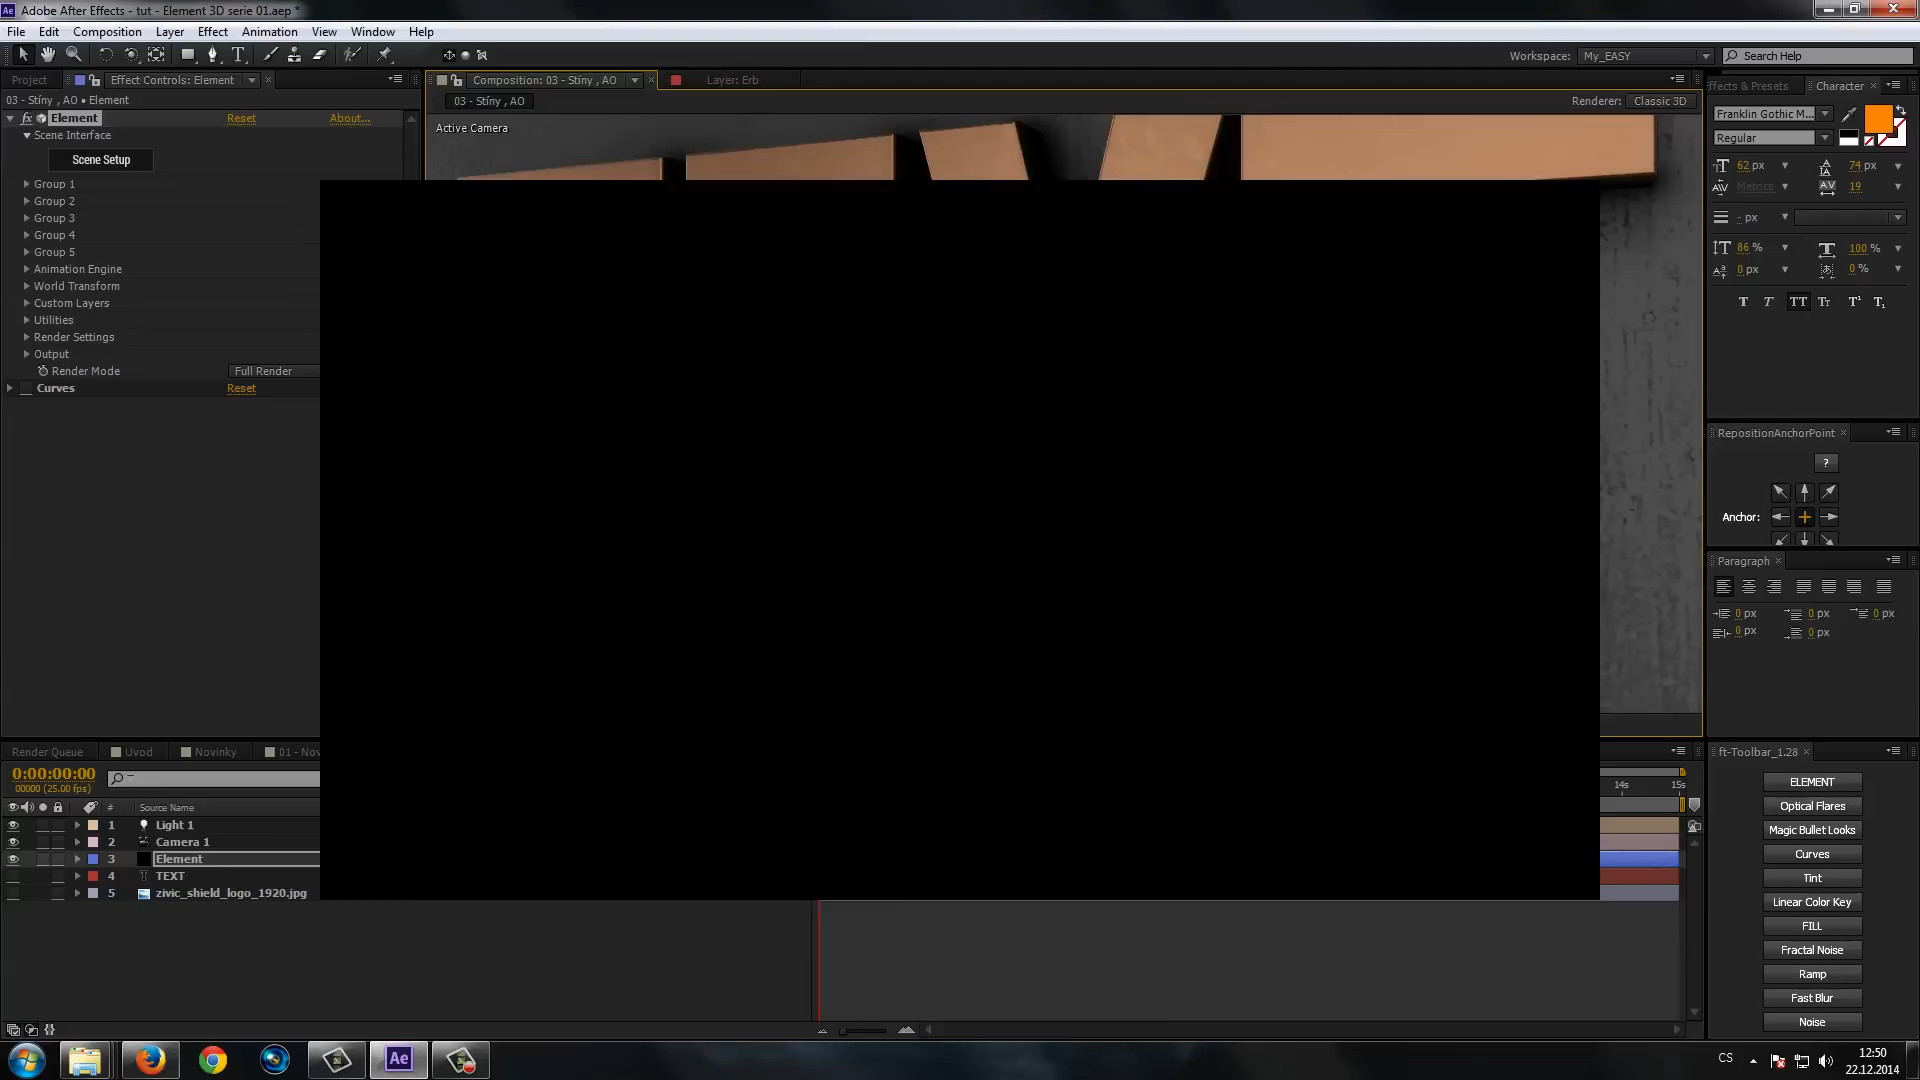 Adobe After Effects - tut - Element 3D serie 01.aep *
File Edit Composition Layer Effect Animation View Window Help
Workspace: My_EASY Search Help
Project Effect Controls: Element Composition: 03 - Stíny , AO Layer: Erb
03 - Stíny , AO • Element
03 - Stíny , AO Renderer: Classic 3D
Active Camera
fx Element Reset About...
Scene Interface
Scene Setup
Group 1
Group 2
Group 3
Group 4
Group 5
Animation Engine
World Transform
Custom Layers
Utilities
Render Settings
Output
Render Mode Full Render
Curves Reset
ffects & Presets Character
Franklin Gothic M...
Regular
62 px 74 px
Metrics 19
- px
86 % 100 %
0 px 0 %
T T TT Tt T¹ T₁
RepositionAnchorPoint
?
Anchor:
Paragraph
0 px 0 px 0 px
0 px 0 px
Render Queue Uvod Novinky 01 - Nov
0:00:00:00
00000 (25.00 fps)
# Source Name
1 Light 1
2 Camera 1
3 Element
4 TEXT
5 zivic_shield_logo_1920.jpg
14s 15s
ft-Toolbar_1.28
ELEMENT
Optical Flares
Magic Bullet Looks
Curves
Tint
Linear Color Key
FILL
Fractal Noise
Ramp
Fast Blur
Noise
Ae
CS
12:50
22.12.2014